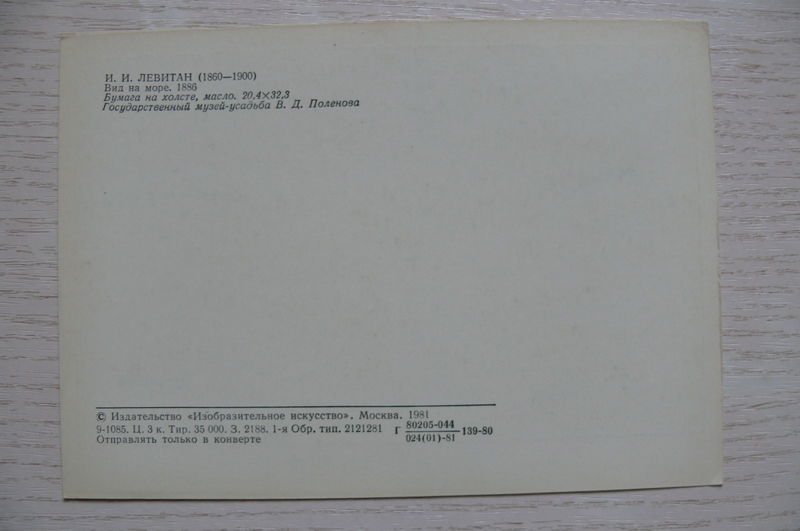 И. И. ЛЕВИТАН (1860—1900)
Вид на море. 1886
Бумага на холсте, масло. 20,4×32,3
Государственный музей-усадьба В. Д. Поленова
© Издательство «Изобразительное искусство». Москва. 1981
9-1085. Ц. 3 к. Тир. 35 000. З. 2188. 1-я Обр. тип. 2121281 Г 80205-044 / 024(01)-81 139-80
Отправлять только в конверте